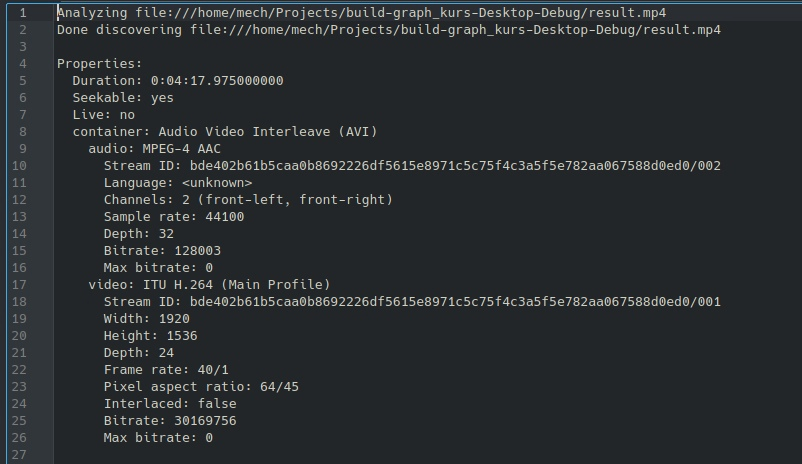 1 Analyzing file:///home/mech/Projects/build-graph_kurs-Desktop-Debug/result.mp4
2 Done discovering file:///home/mech/Projects/build-graph_kurs-Desktop-Debug/result.mp4
3
4 Properties:
5 Duration: 0:04:17.975000000
6 Seekable: yes
7 Live: no
8 container: Audio Video Interleave (AVI)
9 audio: MPEG-4 AAC
10 Stream ID: bde402b61b5caa0b8692226df5615e8971c5c75f4c3a5f5e782aa067588d0ed0/002
11 Language: <unknown>
12 Channels: 2 (front-left, front-right)
13 Sample rate: 44100
14 Depth: 32
15 Bitrate: 128003
16 Max bitrate: 0
17 video: ITU H.264 (Main Profile)
18 Stream ID: bde402b61b5caa0b8692226df5615e8971c5c75f4c3a5f5e782aa067588d0ed0/001
19 Width: 1920
20 Height: 1536
21 Depth: 24
22 Frame rate: 40/1
23 Pixel aspect ratio: 64/45
24 Interlaced: false
25 Bitrate: 30169756
26 Max bitrate: 0
27